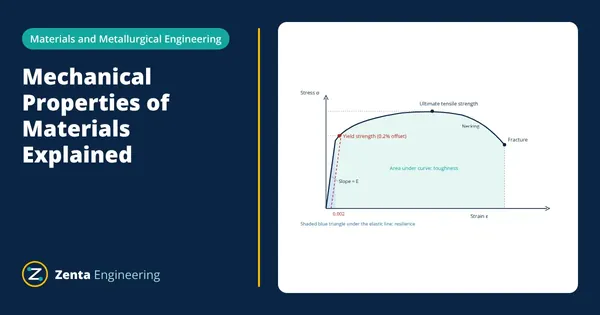 Materials and Metallurgical Engineering
Mechanical
Properties of
Materials
Explained
Zenta Engineering
Stress σ
Ultimate tensile strength
Necking
Fracture
Yield strength (0.2% offset)
Area under curve: toughness
Slope = E
0.002
Strain ε
Shaded blue triangle under the elastic line: resilience